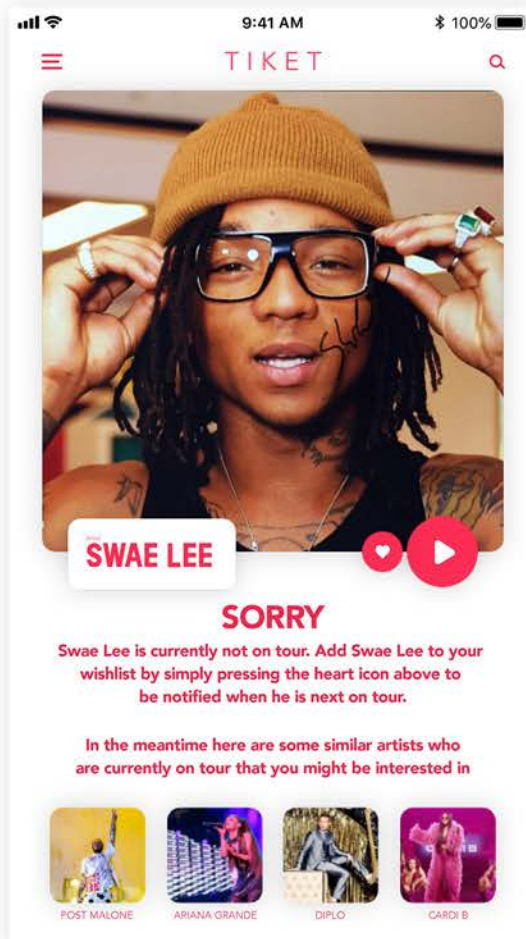 9:41 AM
100%
TIKET
SWAE LEE
SORRY
Swae Lee is currently not on tour. Add Swae Lee to your
wishlist by simply pressing the heart icon above to
be notified when he is next on tour.
In the meantime here are some similar artists who
are currently on tour that you might be interested in
POST MALONE
ARIANA GRANDE
DIPLO
CARDI B